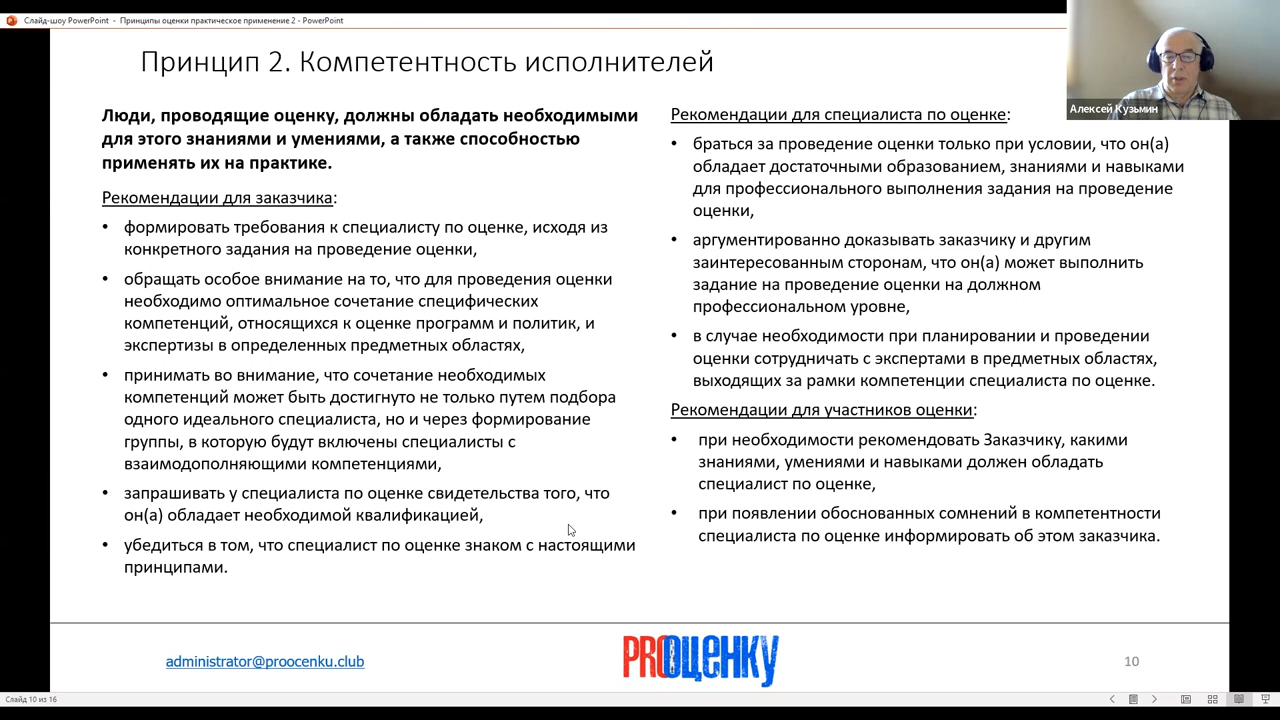 Слайд-шоу PowerPoint - Принципы оценки практическое применение 2 - PowerPoint
Алексей Кузьмин
Принцип 2. Компетентность исполнителей
Люди, проводящие оценку, должны обладать необходимыми
для этого знаниями и умениями, а также способностью
применять их на практике.
Рекомендации для заказчика:
• формировать требования к специалисту по оценке, исходя из
конкретного задания на проведение оценки,
• обращать особое внимание на то, что для проведения оценки
необходимо оптимальное сочетание специфических
компетенций, относящихся к оценке программ и политик, и
экспертизы в определенных предметных областях,
• принимать во внимание, что сочетание необходимых
компетенций может быть достигнуто не только путем подбора
одного идеального специалиста, но и через формирование
группы, в которую будут включены специалисты с
взаимодополняющими компетенциями,
• запрашивать у специалиста по оценке свидетельства того, что
он(а) обладает необходимой квалификацией,
• убедиться в том, что специалист по оценке знаком с настоящими
принципами.
Рекомендации для специалиста по оценке:
• браться за проведение оценки только при условии, что он(а)
обладает достаточными образованием, знаниями и навыками
для профессионального выполнения задания на проведение
оценки,
• аргументированно доказывать заказчику и другим
заинтересованным сторонам, что он(а) может выполнить
задание на проведение оценки на должном
профессиональном уровне,
• в случае необходимости при планировании и проведении
оценки сотрудничать с экспертами в предметных областях,
выходящих за рамки компетенции специалиста по оценке.
Рекомендации для участников оценки:
• при необходимости рекомендовать Заказчику, какими
знаниями, умениями и навыками должен обладать
специалист по оценке,
• при появлении обоснованных сомнений в компетентности
специалиста по оценке информировать об этом заказчика.
administrator@proocenku.club
PROОЦЕНКУ
10
Слайд 10 из 16